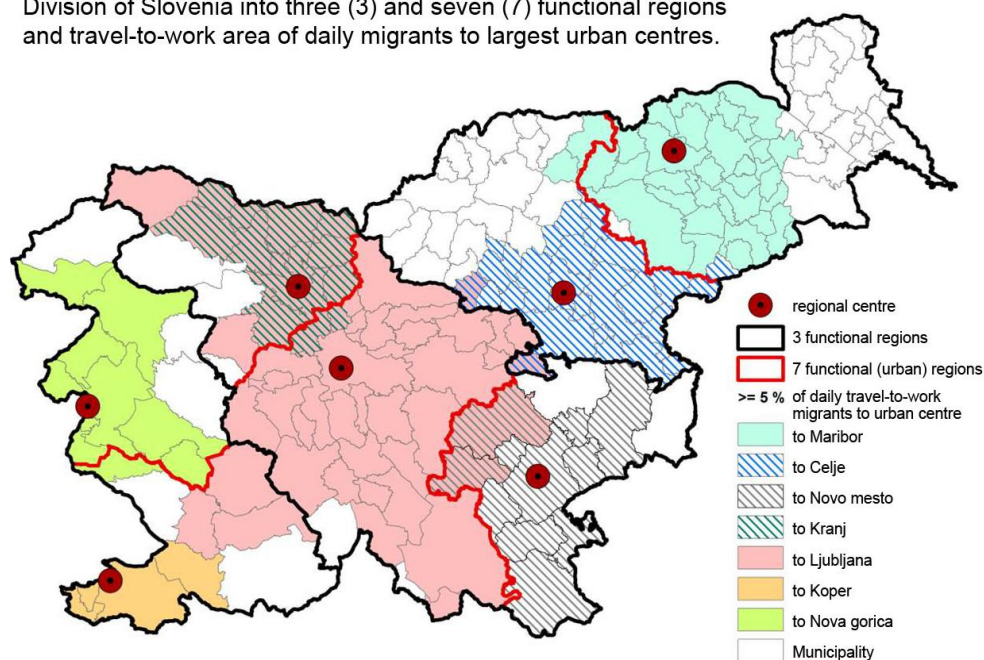 Division of Slovenia into three (3) and seven (7) functional regions
and travel-to-work area of daily migrants to largest urban centres.
regional centre
3 functional regions
7 functional (urban) regions
>= 5 % of daily travel-to-work
migrants to urban centre
to Maribor
to Celje
to Novo mesto
to Kranj
to Ljubljana
to Koper
to Nova gorica
Municipality